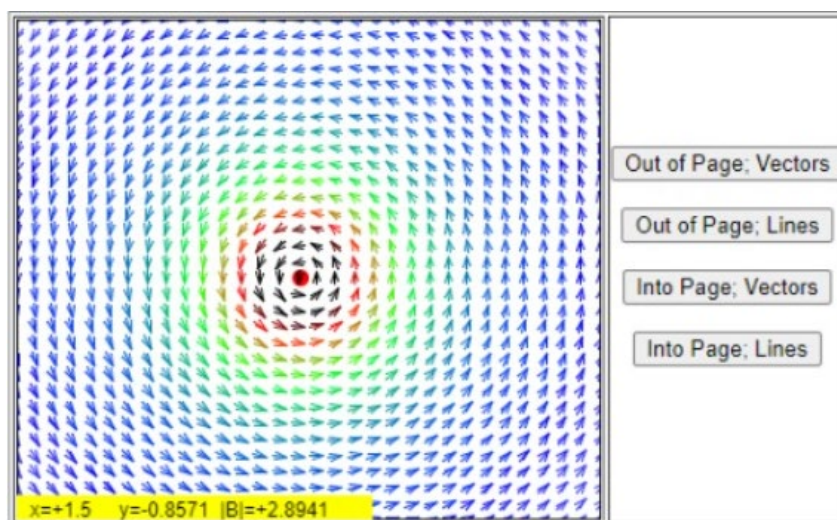 Out of Page; Vectors
Out of Page; Lines
Into Page; Vectors
Into Page; Lines
x=+1.5 y=-0.8571 |B|=+2.8941